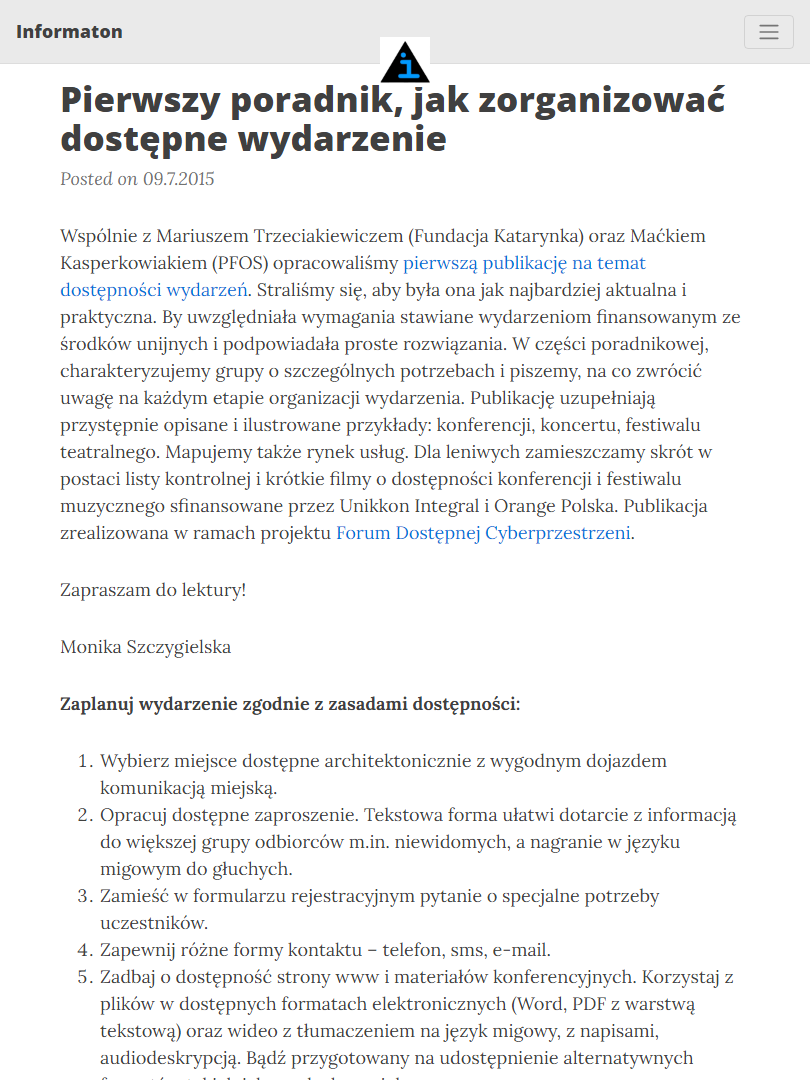 Informaton
Pierwszy poradnik, jak zorganizować
dostępne wydarzenie
Posted on 09.7.2015
Wspólnie z Mariuszem Trzeciakiewiczem (Fundacja Katarynka) oraz Maćkiem
Kasperkowiakiem (PFOS) opracowaliśmy pierwszą publikację na temat
dostępności wydarzeń. Straliśmy się, aby była ona jak najbardziej aktualna i
praktyczna. By uwzględniała wymagania stawiane wydarzeniom finansowanym ze
środków unijnych i podpowiadała proste rozwiązania. W części poradnikowej,
charakteryzujemy grupy o szczególnych potrzebach i piszemy, na co zwrócić
uwagę na każdym etapie organizacji wydarzenia. Publikację uzupełniają
przystępnie opisane i ilustrowane przykłady: konferencji, koncertu, festiwalu
teatralnego. Mapujemy także rynek usług. Dla leniwych zamieszczamy skrót w
postaci listy kontrolnej i krótkie filmy o dostępności konferencji i festiwalu
muzycznego sfinansowane przez Unikkon Integral i Orange Polska. Publikacja
zrealizowana w ramach projektu Forum Dostępnej Cyberprzestrzeni.
Zapraszam do lektury!
Monika Szczygielska
Zaplanuj wydarzenie zgodnie z zasadami dostępności:
1. Wybierz miejsce dostępne architektonicznie z wygodnym dojazdem
komunikacją miejską.
2. Opracuj dostępne zaproszenie. Tekstowa forma ułatwi dotarcie z informacją
do większej grupy odbiorców m.in. niewidomych, a nagranie w języku
migowym do głuchych.
3. Zamieść w formularzu rejestracyjnym pytanie o specjalne potrzeby
uczestników.
4. Zapewnij różne formy kontaktu – telefon, sms, e-mail.
5. Zadbaj o dostępność strony www i materiałów konferencyjnych. Korzystaj z
plików w dostępnych formatach elektronicznych (Word, PDF z warstwą
tekstową) oraz wideo z tłumaczeniem na język migowy, z napisami,
audiodeskrypcją. Bądź przygotowany na udostępnienie alternatywnych